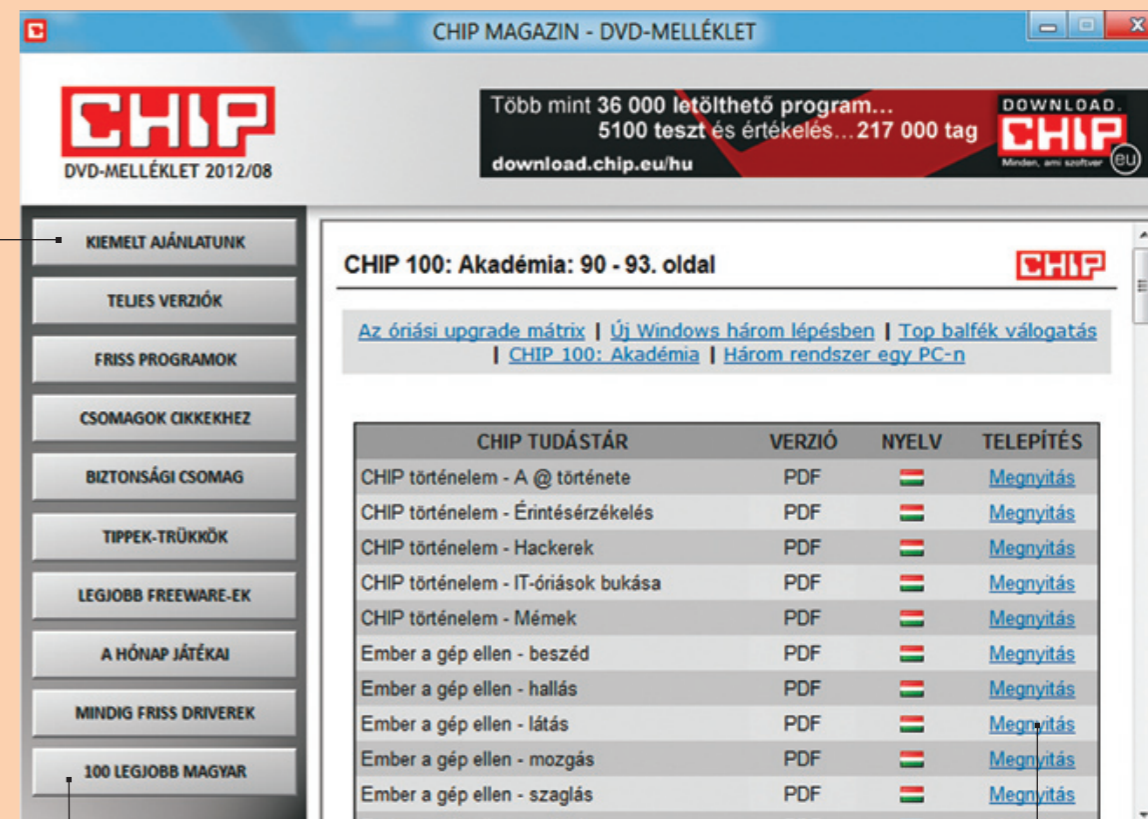 CHIP MAGAZIN - DVD-MELLÉKLET
CHIP
DVD-MELLÉKLET 2012/08
Több mint 36 000 letölthető program...
5100 teszt és értékelés...217 000 tag
download.chip.eu/hu
DOWNLOAD.
CHIP
Minden, ami szoftver
eu
KIEMELT AJÁNLATUNK
TELJES VERZIÓK
FRISS PROGRAMOK
CSOMAGOK CIKKEKHEZ
BIZTONSÁGI CSOMAG
TIPPEK-TRÜKKÖK
LEGJOBB FREEWARE-EK
A HÓNAP JÁTÉKAI
MINDIG FRISS DRIVEREK
100 LEGJOBB MAGYAR
CHIP 100: Akadémia: 90 - 93. oldal
CHIP
Az óriási upgrade mátrix | Új Windows három lépésben | Top balfék válogatás
| CHIP 100: Akadémia | Három rendszer egy PC-n
CHIP TUDÁSTÁR VERZIÓ NYELV TELEPÍTÉS
CHIP történelem - A @ története PDF Megnyitás
CHIP történelem - Érintésérzékelés PDF Megnyitás
CHIP történelem - Hackerek PDF Megnyitás
CHIP történelem - IT-óriások bukása PDF Megnyitás
CHIP történelem - Mémek PDF Megnyitás
Ember a gép ellen - beszéd PDF Megnyitás
Ember a gép ellen - hallás PDF Megnyitás
Ember a gép ellen - látás PDF Megnyitás
Ember a gép ellen - mozgás PDF Megnyitás
Ember a gép ellen - szaglás PDF Megnyitás